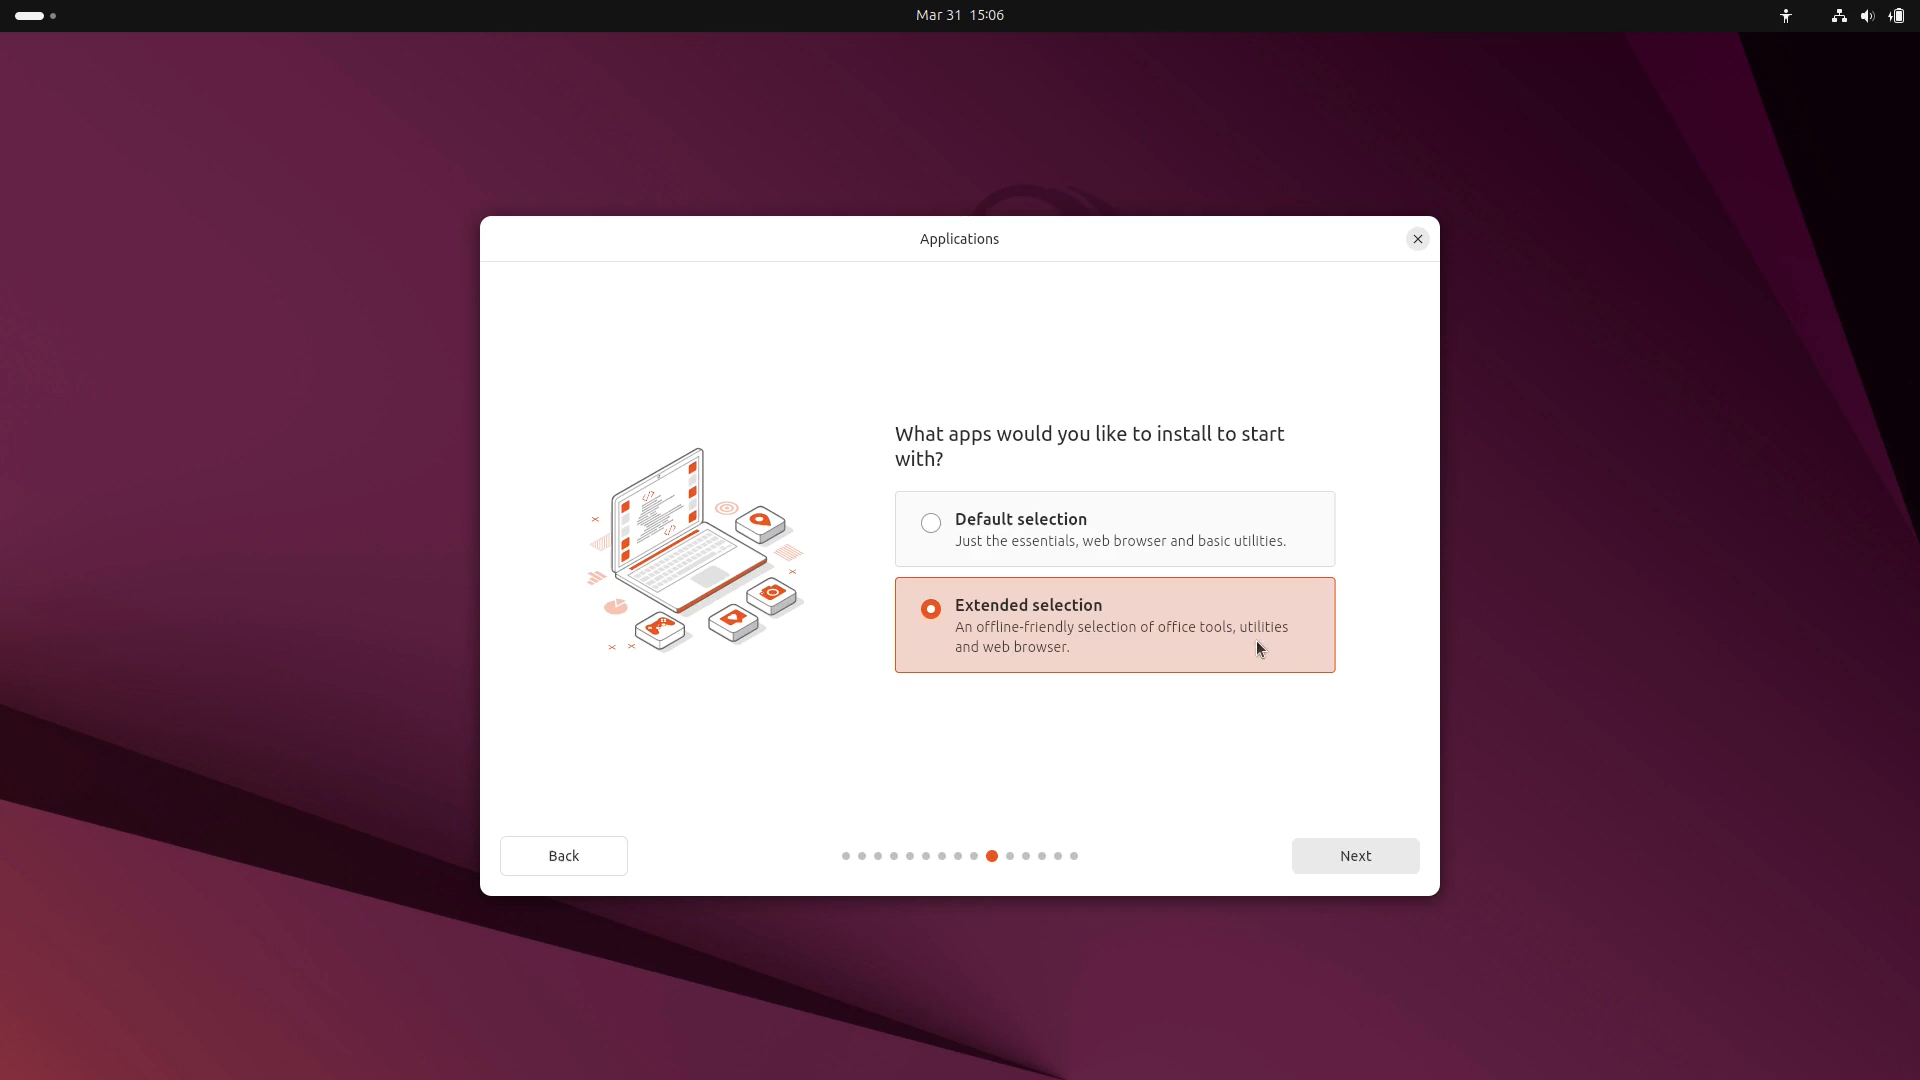 Mar 31 15:06
Applications
What apps would you like to install to start
with?
Default selection
Just the essentials, web browser and basic utilities.
Extended selection
An offline-friendly selection of office tools, utilities
and web browser.
Back
Next